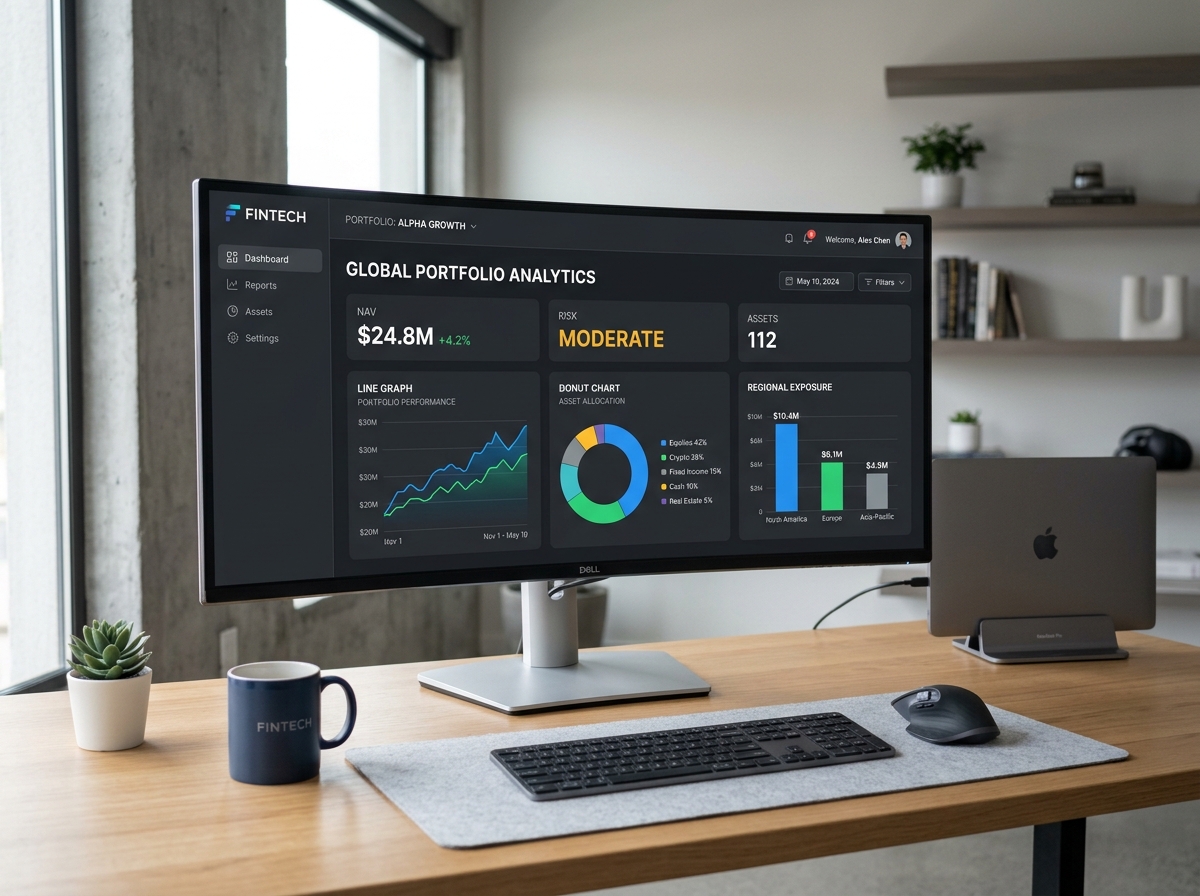 FINTECH
PORTFOLIO: ALPHA GROWTH
Welcome, Ales Chen
Dashboard
Reports
Assets
Settings
GLOBAL PORTFOLIO ANALYTICS
May 10, 2024
Filters
NAV
$24.8M +4.2%
RISK
MODERATE
ASSETS
112
LINE GRAPH
PORTFOLIO PERFORMANCE
$30M
$30M
$30M
$20M
$20M
Nov 1 - May 10
DONUT CHART
ASSET ALLOCATION
Equities 42%
Crypto 28%
Fixed Income 15%
Cash 10%
Real Estate 5%
REGIONAL EXPOSURE
$10M
$10.4M
$6M
$6.1M
$4.5M
0
North America
Europe
Asia-Pacific
DELL
FINTECH
MacBook Pro